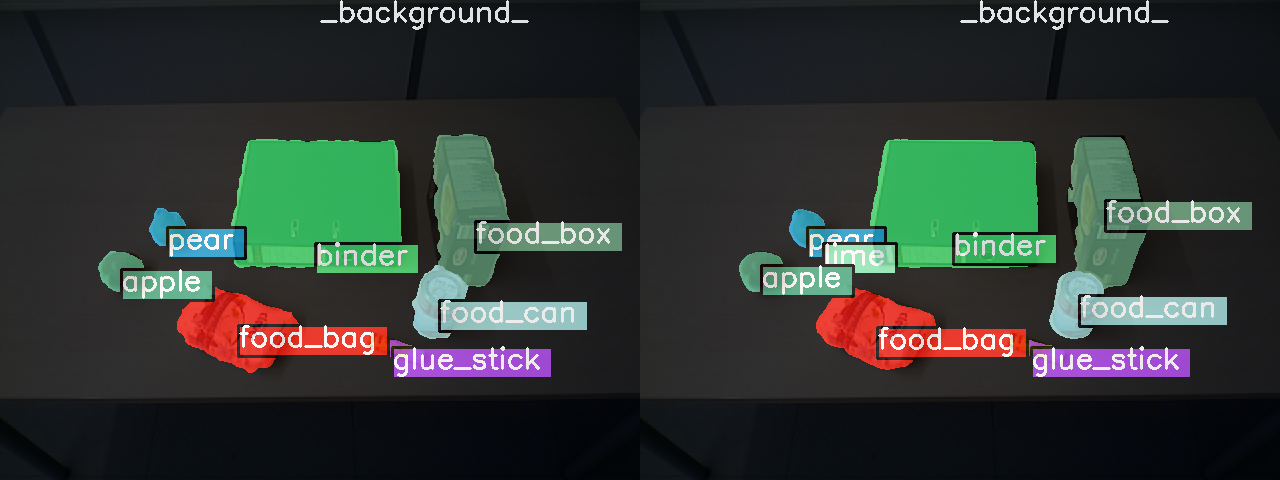 _background_
pear
binder
food_box
apple
food_can
food_bag
glue_stick
_background_
pear
lime
binder
food_box
apple
food_can
food_bag
glue_stick